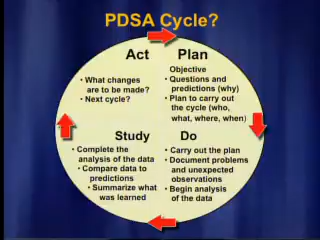 PDSA Cycle?
Act
• What changes
are to be made?
• Next cycle?
Plan
Objective
• Questions and
predictions (why)
• Plan to carry out
the cycle (who,
what, where, when)
Study
• Complete the
analysis of the data
• Compare data to
predictions
• Summarize what
was learned
Do
• Carry out the plan
• Document problems
and unexpected
observations
• Begin analysis
of the data